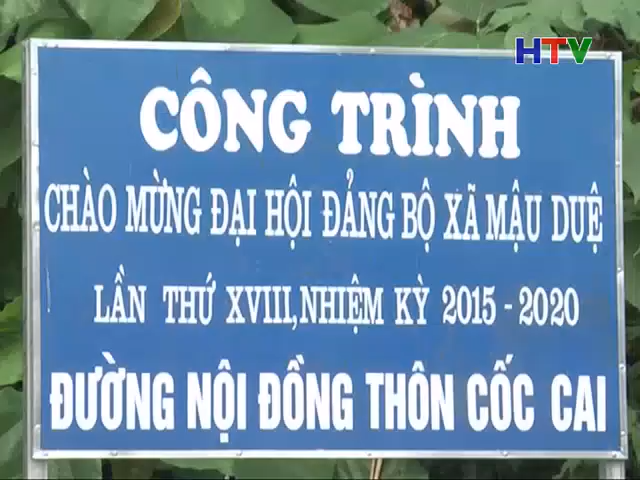 HTV
CÔNG TRÌNH
CHÀO MỪNG ĐẠI HỘI ĐẢNG BỘ XÃ MẬU DUỆ
LẦN THỨ XVIII, NHIỆM KỲ 2015 - 2020
ĐƯỜNG NỘI ĐỒNG THÔN CỐC CAI